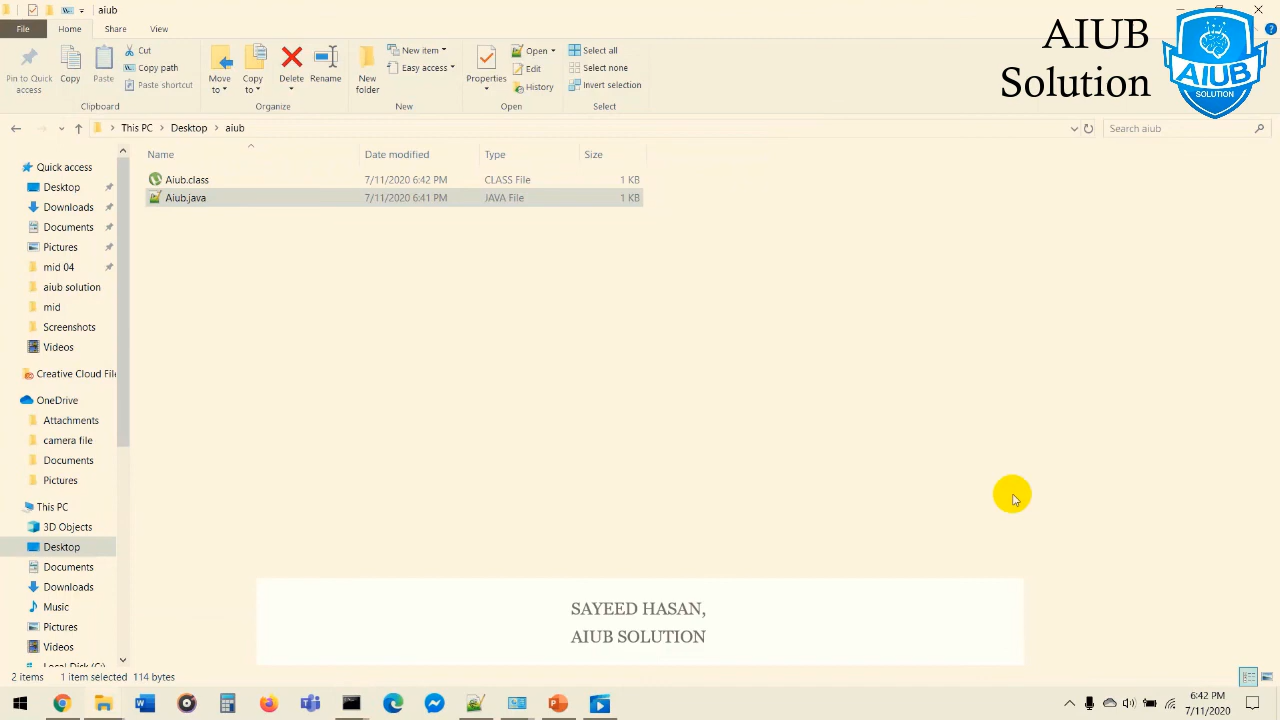 aiub
File Home Share View
Pin to Quick access
Copy
Paste
Cut
Copy path
Paste shortcut
Clipboard
Move to
Copy to
Delete
Rename
Organize
New folder
New item
Easy access
New
Properties
Open
Edit
History
Open
Select all
Select none
Invert selection
Select
AIUB
Solution
AIUB
SOLUTION
This PC Desktop aiub
Search aiub
Name Date modified Type Size
Aiub.class 7/11/2020 6:42 PM CLASS File 1 KB
Aiub.java 7/11/2020 6:41 PM JAVA File 1 KB
Quick access
Desktop
Downloads
Documents
Pictures
mid 04
aiub solution
mid
Screenshots
Videos
Creative Cloud File
OneDrive
Attachments
camera file
Documents
Pictures
This PC
3D Objects
Desktop
Documents
Downloads
Music
Pictures
Videos
Local Disk (C:)
SAYEED HASAN,
AIUB SOLUTION
2 items 1 item selected 114 bytes
6:42 PM
7/11/2020